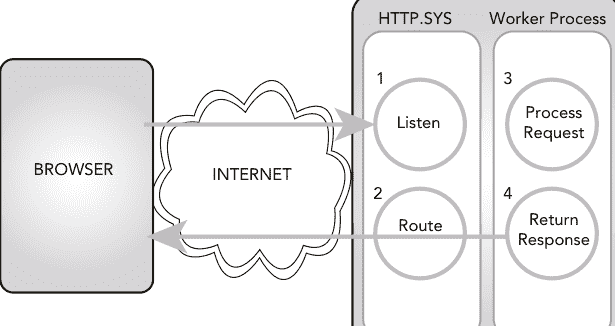 HTTP.SYS
Worker Process
1
Listen
3
Process
Request
BROWSER
INTERNET
2
Route
4
Return
Response